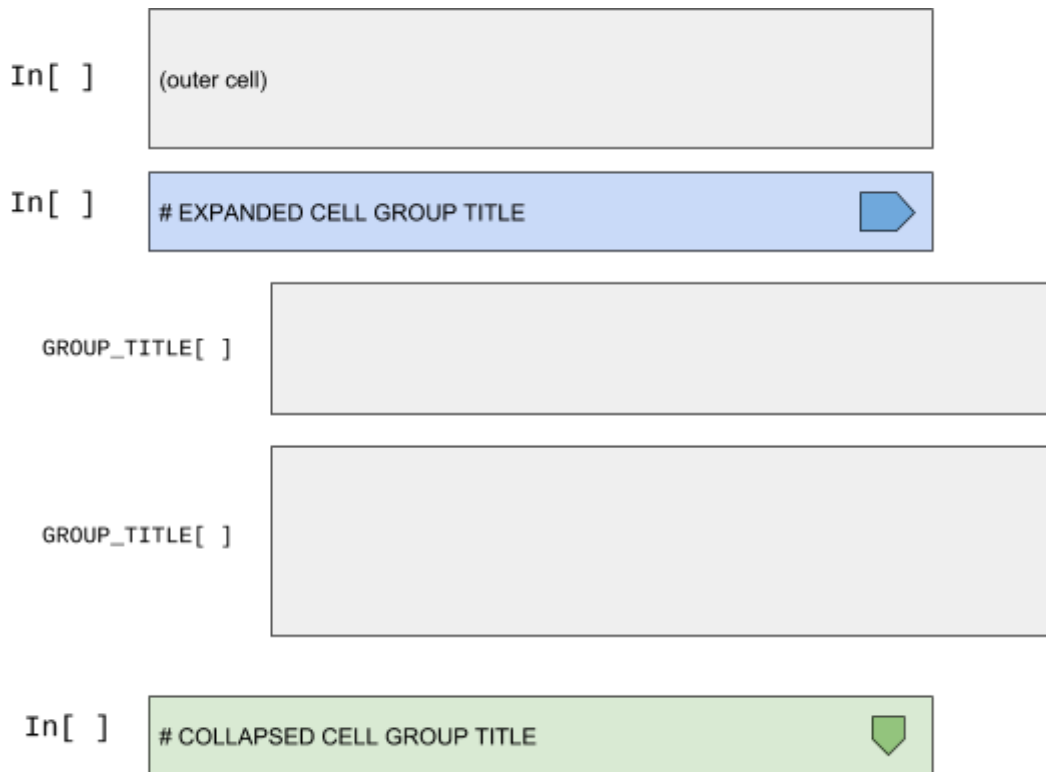 In[ ]
(outer cell)
In[ ]
# EXPANDED CELL GROUP TITLE
GROUP_TITLE[ ]
GROUP_TITLE[ ]
In[ ]
# COLLAPSED CELL GROUP TITLE